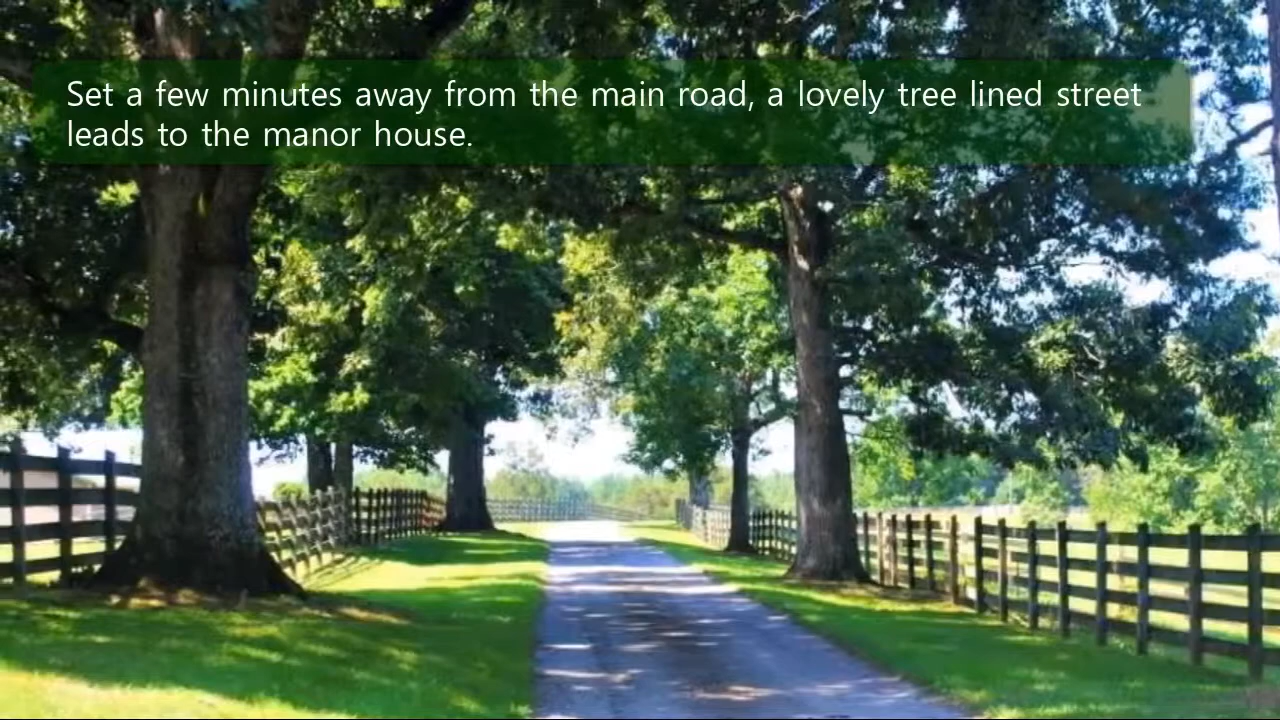 Set a few minutes away from the main road, a lovely tree lined street
leads to the manor house.